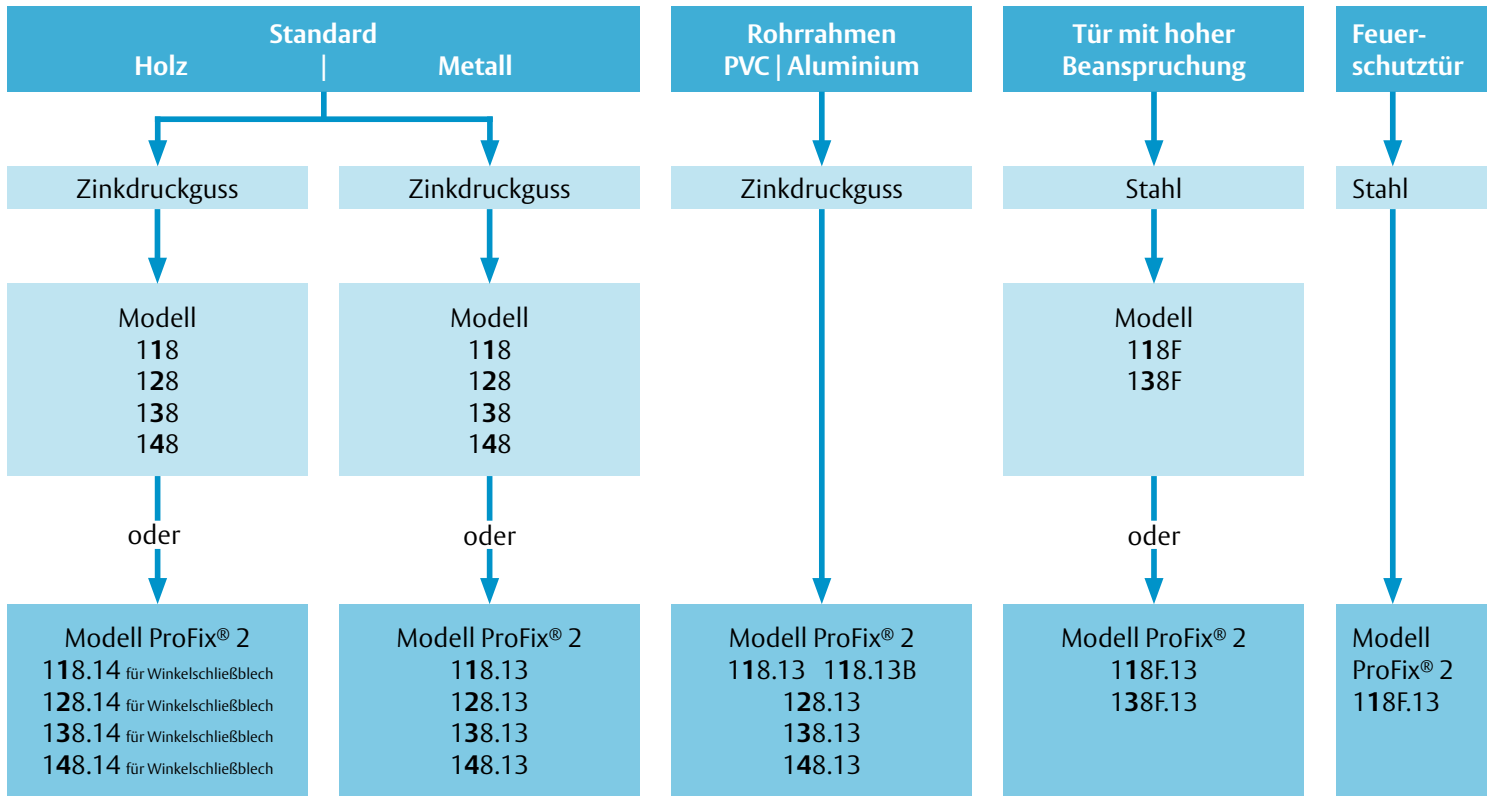 Standard
Holz | Metall
Rohrrahmen
PVC | Aluminium
Tür mit hoher
Beanspruchung
Feuer-
schutztür
Zinkdruckguss
Zinkdruckguss
Zinkdruckguss
Stahl
Stahl
Modell
118
128
138
148
Modell
118
128
138
148
Modell
118F
138F
oder
oder
oder
Modell ProFix® 2
118.14 für Winkelschließblech
128.14 für Winkelschließblech
138.14 für Winkelschließblech
148.14 für Winkelschließblech
Modell ProFix® 2
118.13
128.13
138.13
148.13
Modell ProFix® 2
118.13 118.13B
128.13
138.13
148.13
Modell ProFix® 2
118F.13
138F.13
Modell
ProFix® 2
118F.13